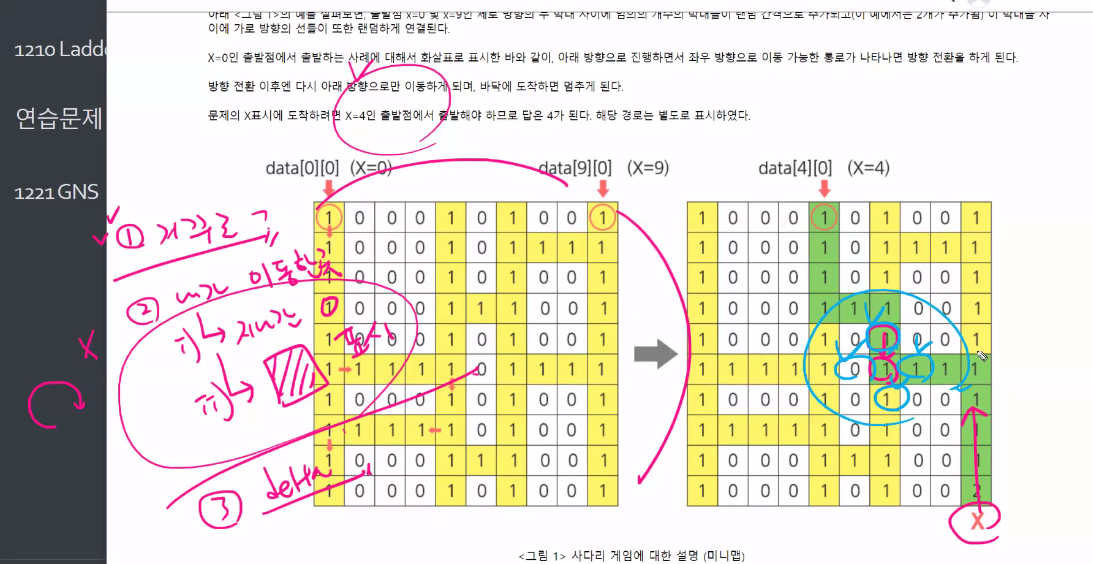 아래 <그림 1>의 예를 살펴보면, 출발점 x=0 및 x=9인 세로 방향의 두 막대 사이에 임의의 개수의 막대들이 랜덤 간격으로 추가되고(이 예에서는 2개가 추가됨) 이 막대들 사
이에 가로 방향의 선들이 또한 랜덤하게 연결된다.
X=0인 출발점에서 출발하는 사례에 대해서 화살표로 표시한 바와 같이, 아래 방향으로 진행하면서 좌우 방향으로 이동 가능한 통로가 나타나면 방향 전환을 하게 된다.
방향 전환 이후엔 다시 아래 방향으로만 이동하게 되며, 바닥에 도착하면 멈추게 된다.
문제의 X표시에 도착하려면 X=4인 출발점에서 출발해야 하므로 답은 4가 된다. 해당 경로는 별도로 표시하였다.
1210 Ladd
연습문제
1221 GNS
data[0][0] (X=0) data[9][0] (X=9) data[4][0] (X=4)
1 0 0 0 1 0 1 0 0 1
1 0 0 0 1 0 1 1 1 1
1 0 0 0 1 0 1 0 0 1
0 0 0 0 1 1 1 0 0 1
1 0 0 0 1 0 1 0 0 1
1 1 1 1 1 0 1 1 1 1
1 0 0 0 1 0 1 0 0 1
1 1 1 1 1 0 1 0 0 1
1 0 0 0 1 1 1 0 0 1
1 0 0 0 1 0 1 0 0 1
1 0 0 0 1 0 1 0 0 1
1 0 0 0 1 0 1 1 1 1
1 0 0 0 1 0 1 0 0 1
1 0 0 0 1 1 1 0 0 1
1 0 0 0 1 0 1 0 0 1
1 1 1 1 1 0 1 1 1 1
1 0 0 0 1 0 1 0 0 1
1 1 1 1 1 0 1 0 0 1
1 0 0 0 1 1 1 0 0 1
1 0 0 0 1 0 1 0 0 2
X
① 거꾸로
② 내가 이동한 곳
i) 지나간
표시
ii)
③ delta
X
<그림 1> 사다리 게임에 대한 설명 (미니맵)